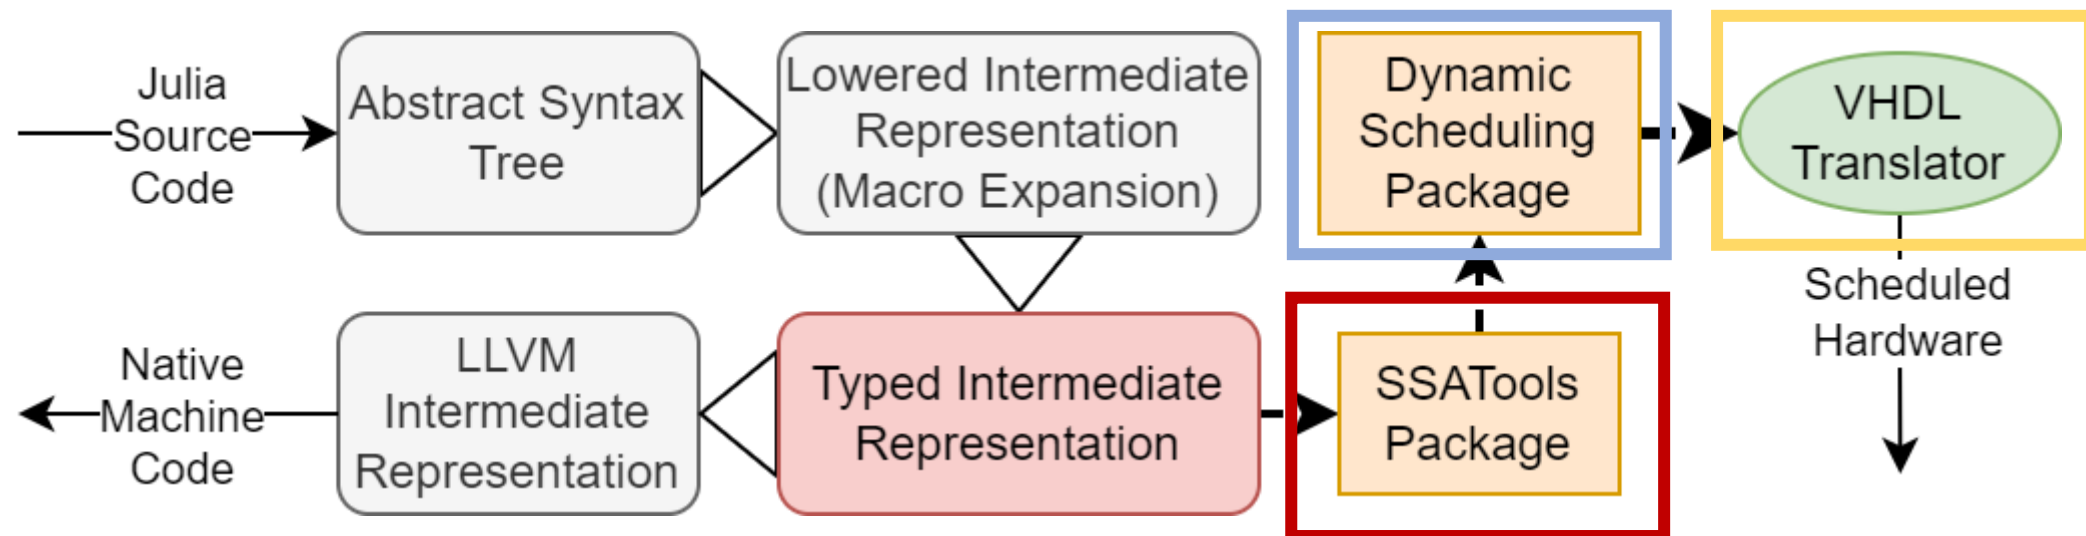 Julia
Source
Code
Abstract Syntax
Tree
Lowered Intermediate
Representation
(Macro Expansion)
Dynamic
Scheduling
Package
VHDL
Translator
Scheduled
Hardware
Native
Machine
Code
LLVM
Intermediate
Representation
Typed Intermediate
Representation
SSATools
Package